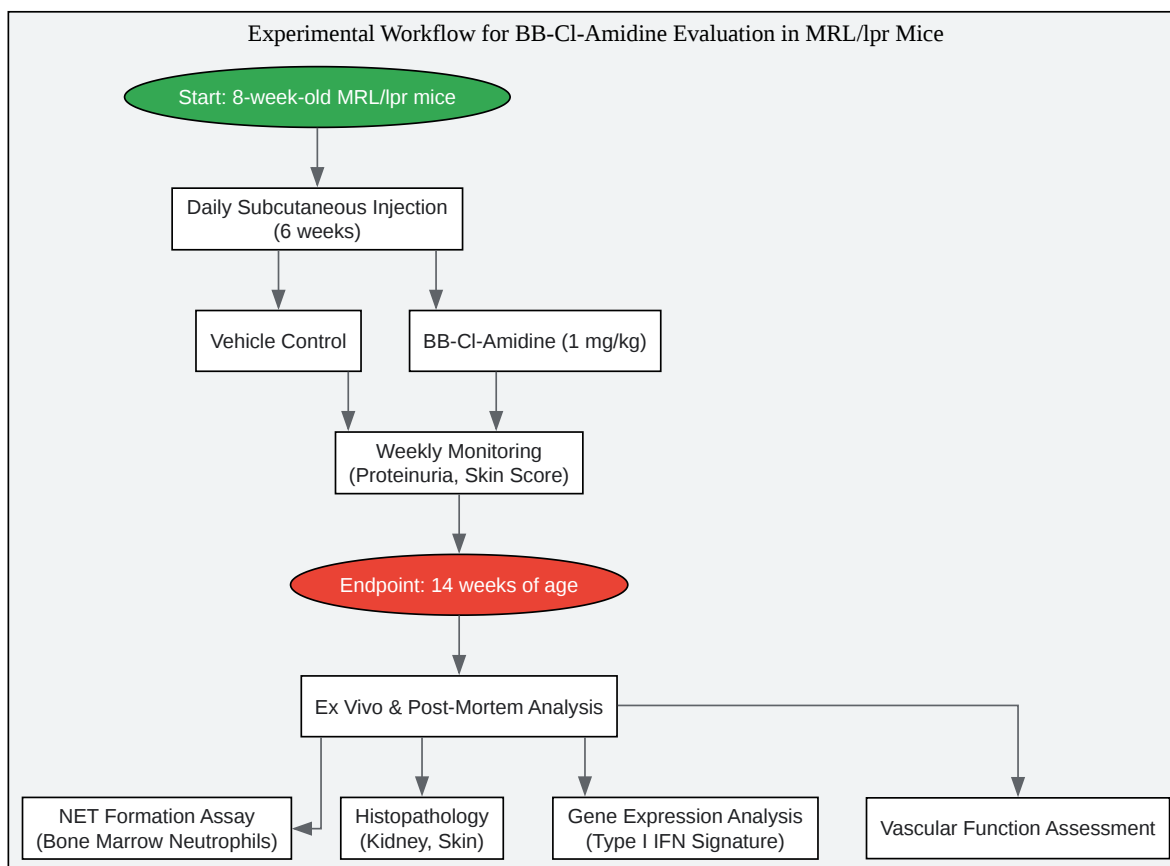 Experimental Workflow for BB-Cl-Amidine Evaluation in MRL/lpr Mice
Start: 8-week-old MRL/lpr mice
Daily Subcutaneous Injection
(6 weeks)
Vehicle Control
BB-Cl-Amidine (1 mg/kg)
Weekly Monitoring
(Proteinuria, Skin Score)
Endpoint: 14 weeks of age
Ex Vivo & Post-Mortem Analysis
NET Formation Assay
(Bone Marrow Neutrophils)
Histopathology
(Kidney, Skin)
Gene Expression Analysis
(Type I IFN Signature)
Vascular Function Assessment